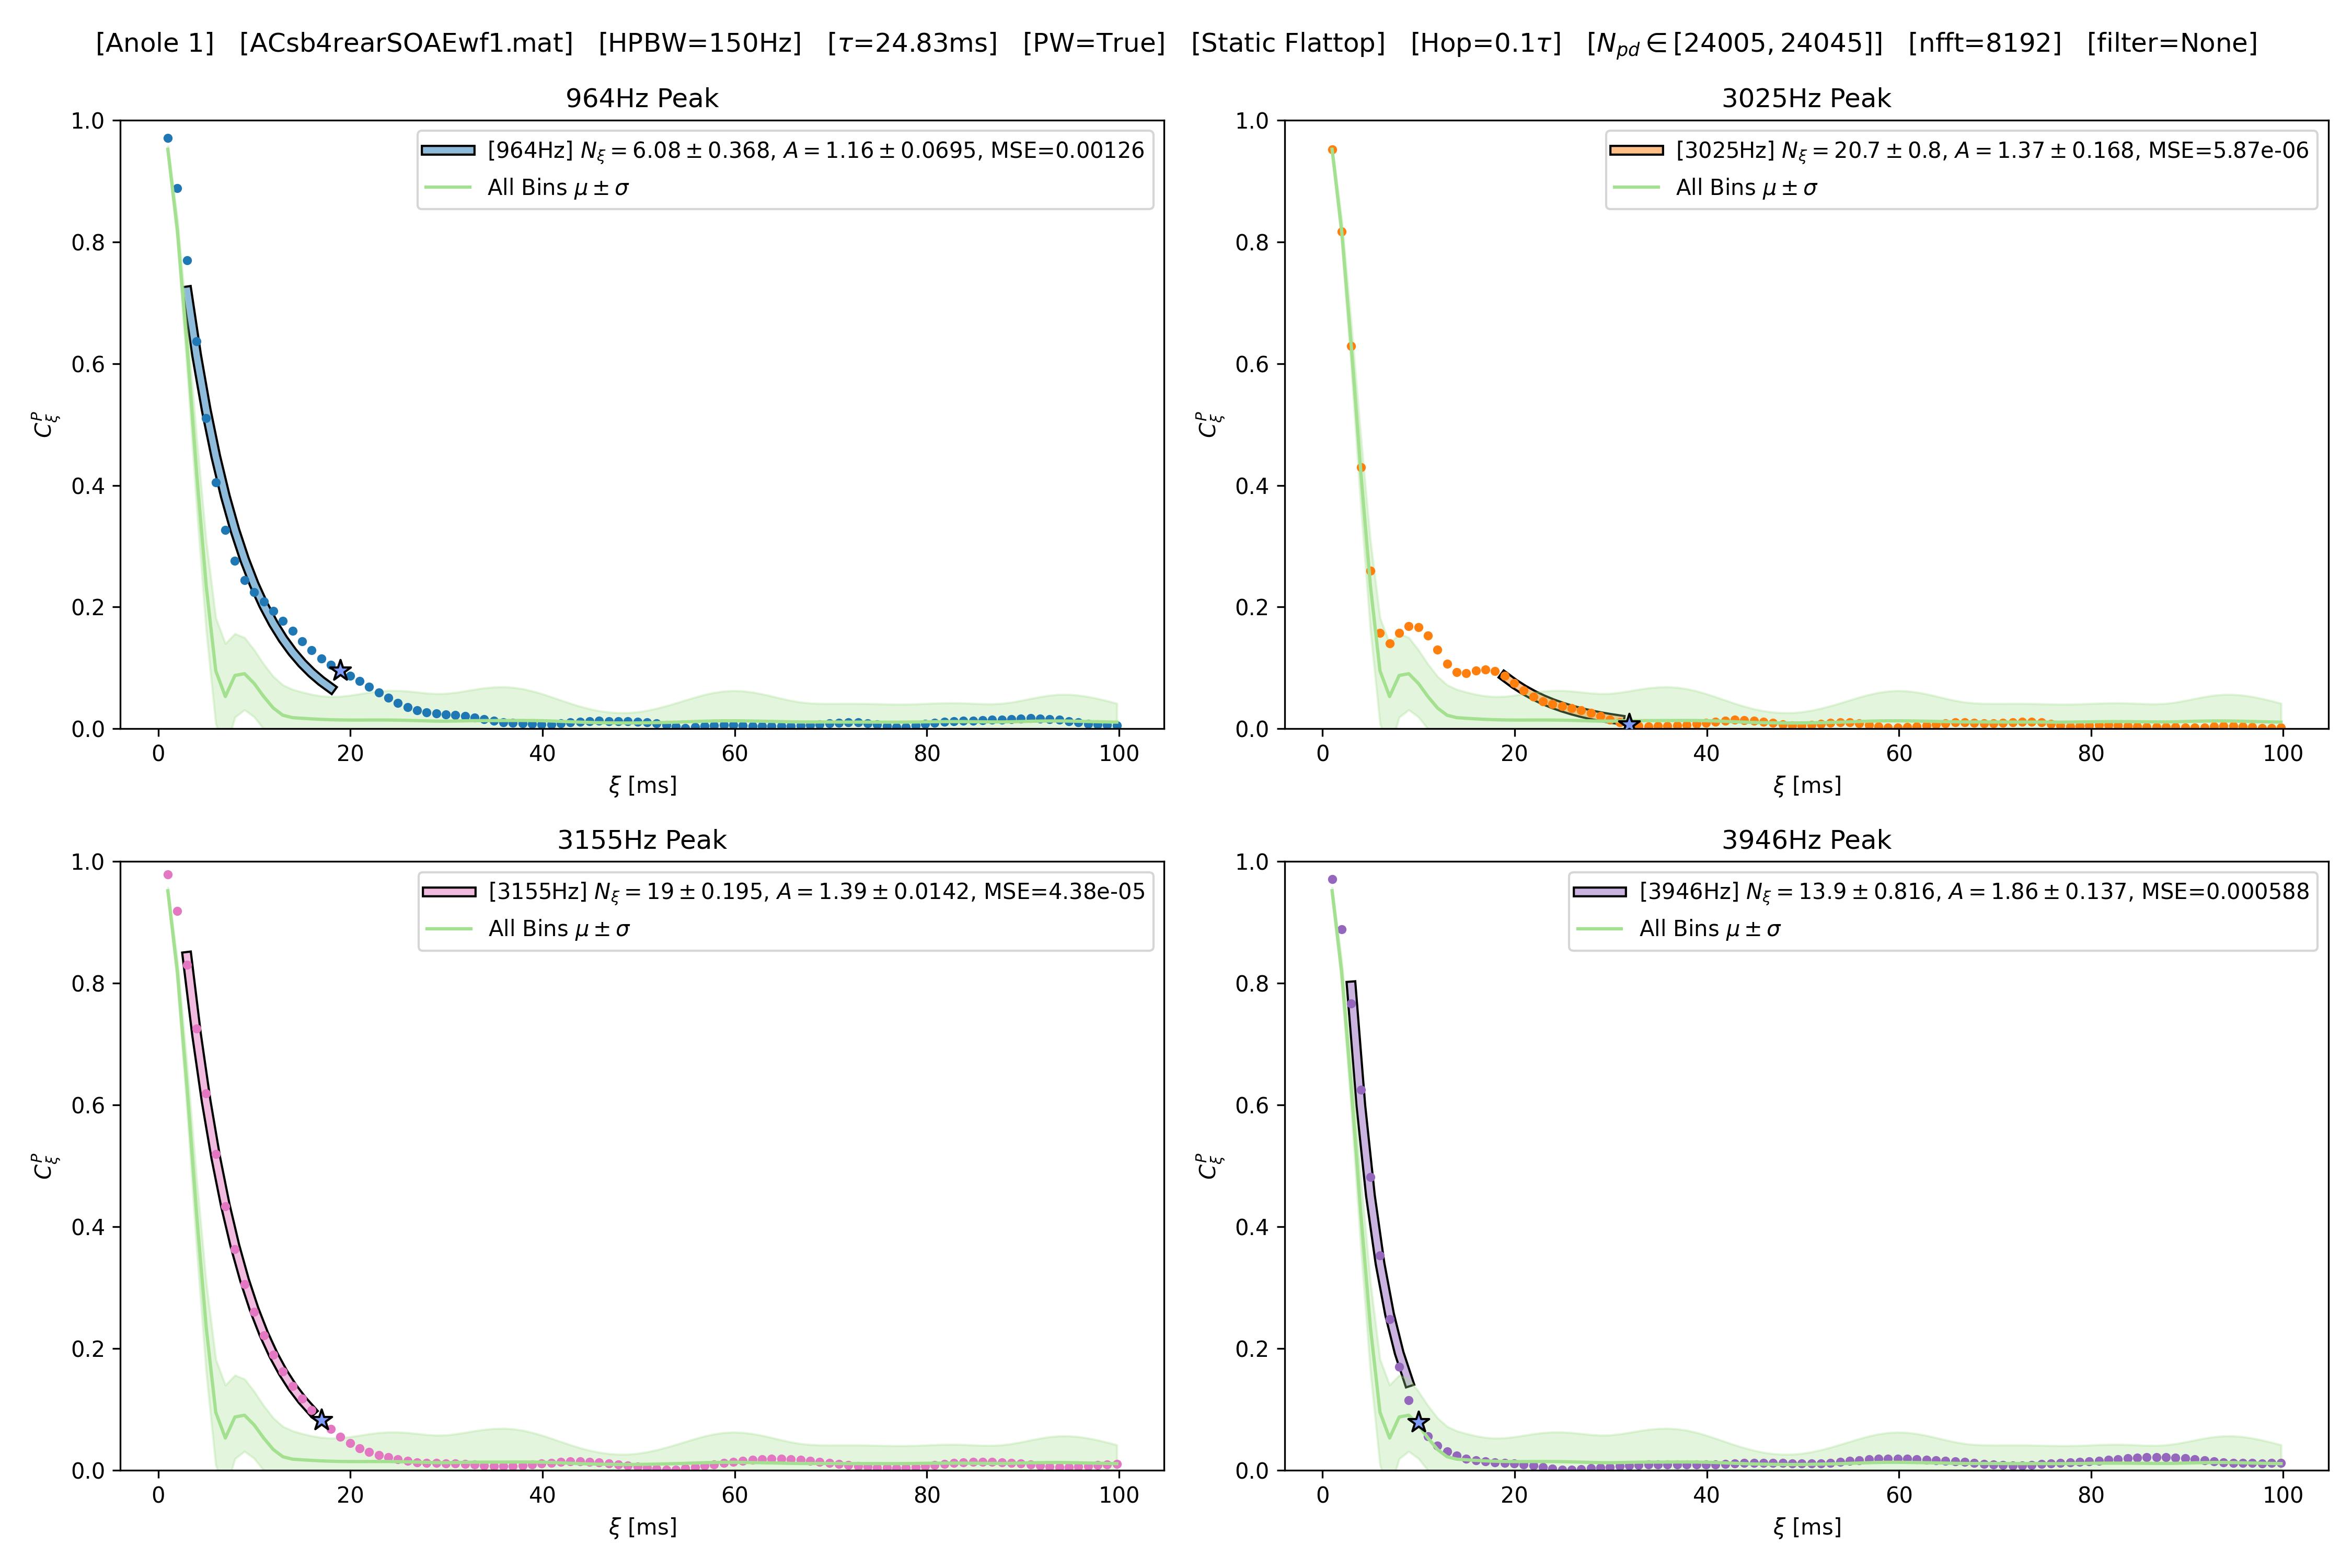 [Anole 1] [ACsb4rearSOAEwf1.mat] [HPBW=150Hz] [τ=24.83ms] [PW=True] [Static Flattop] [Hop=0.1τ] [N_pd ∈ [24005, 24045]] [nfft=8192] [filter=None]
964Hz Peak
[964Hz] N_ξ = 6.08 ± 0.368, A = 1.16 ± 0.0695, MSE=0.00126
All Bins μ ± σ
1.0
0.8
0.6
0.4
0.2
0.0
C_ξ^P
0 20 40 60 80 100
ξ [ms]
3025Hz Peak
[3025Hz] N_ξ = 20.7 ± 0.8, A = 1.37 ± 0.168, MSE=5.87e-06
All Bins μ ± σ
1.0
0.8
0.6
0.4
0.2
0.0
C_ξ^P
0 20 40 60 80 100
ξ [ms]
3155Hz Peak
[3155Hz] N_ξ = 19 ± 0.195, A = 1.39 ± 0.0142, MSE=4.38e-05
All Bins μ ± σ
1.0
0.8
0.6
0.4
0.2
0.0
C_ξ^P
0 20 40 60 80 100
ξ [ms]
3946Hz Peak
[3946Hz] N_ξ = 13.9 ± 0.816, A = 1.86 ± 0.137, MSE=0.000588
All Bins μ ± σ
1.0
0.8
0.6
0.4
0.2
0.0
C_ξ^P
0 20 40 60 80 100
ξ [ms]